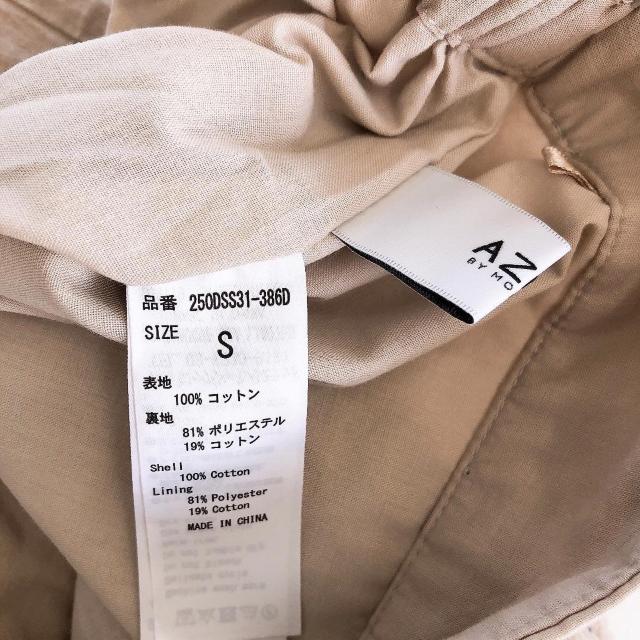 AZ
BY MO
品番 250DSS31-386D
SIZE
S
表地
100% コットン
裏地
81% ポリエステル
19% コットン
Shell
100% Cotton
Lining
81% Polyester
19% Cotton
MADE IN CHINA